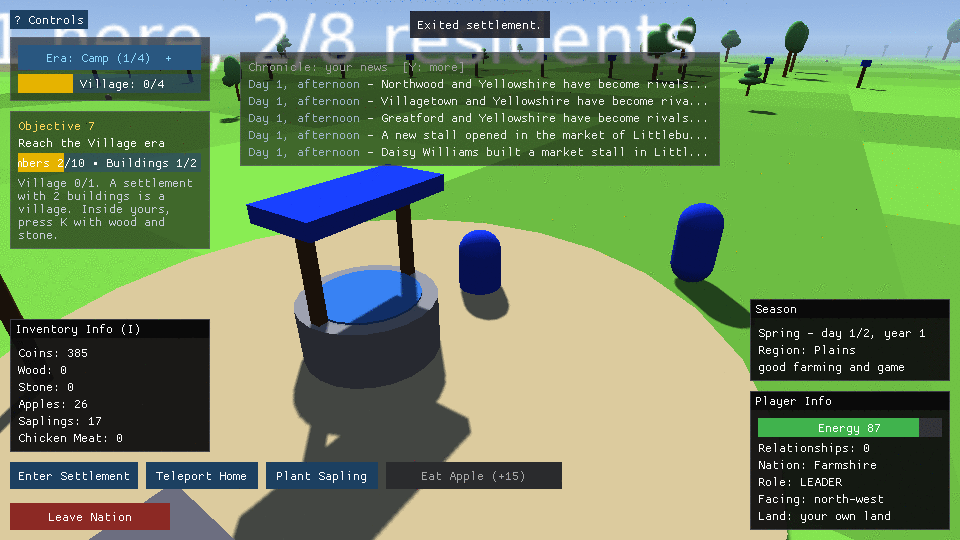 ? Controls
Exited settlement.
1 here, 2/8 residents
Era: Camp (1/4) +
Village: 0/4
Chronicle: your news [Y: more]
Day 1, afternoon - Northwood and Yellowshire have become rivals...
Day 1, afternoon - Villagetown and Yellowshire have become riva...
Day 1, afternoon - Greatford and Yellowshire have become rivals...
Day 1, afternoon - A new stall opened in the market of Littlebu...
Day 1, afternoon - Daisy Williams built a market stall in Littl...
Objective 7
Reach the Village era
mbers 2/10 • Buildings 1/2
Village 0/1. A settlement
with 2 buildings is a
village. Inside yours,
press K with wood and
stone.
Inventory Info (I)
Coins: 385
Wood: 0
Stone: 0
Apples: 26
Saplings: 17
Chicken Meat: 0
Season
Spring - day 1/2, year 1
Region: Plains
good farming and game
Player Info
Energy 87
Relationships: 0
Nation: Farmshire
Role: LEADER
Facing: north-west
Land: your own land
Enter Settlement
Teleport Home
Plant Sapling
Eat Apple (+15)
Leave Nation